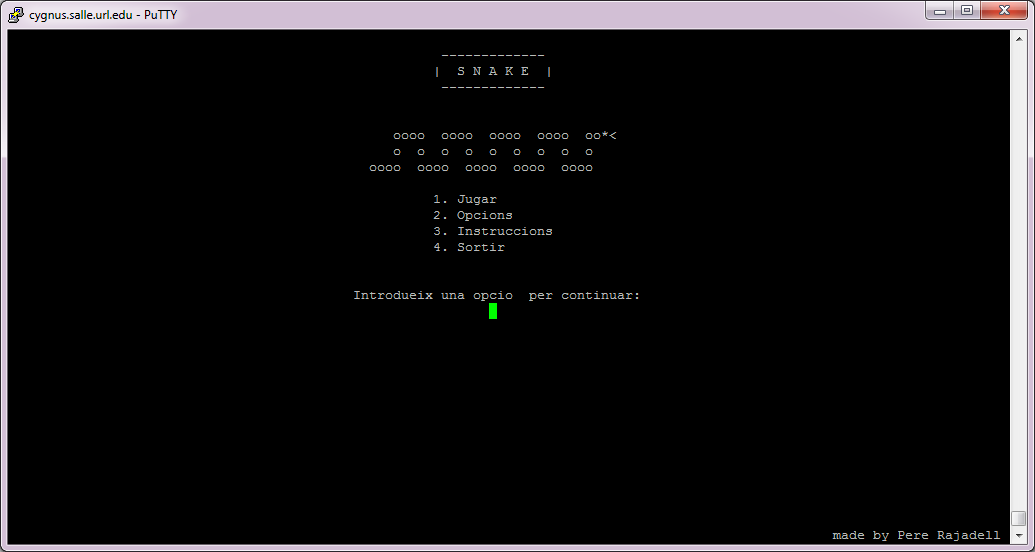 cygnus.salle.url.edu - PuTTY
-------------
|  S N A K E  |
-------------
oooo  oooo  oooo  oooo  oo*<
o  o  o  o  o  o  o  o  o
oooo  oooo  oooo  oooo  oooo
1. Jugar
2. Opcions
3. Instruccions
4. Sortir
Introdueix una opcio  per continuar:
made by Pere Rajadell